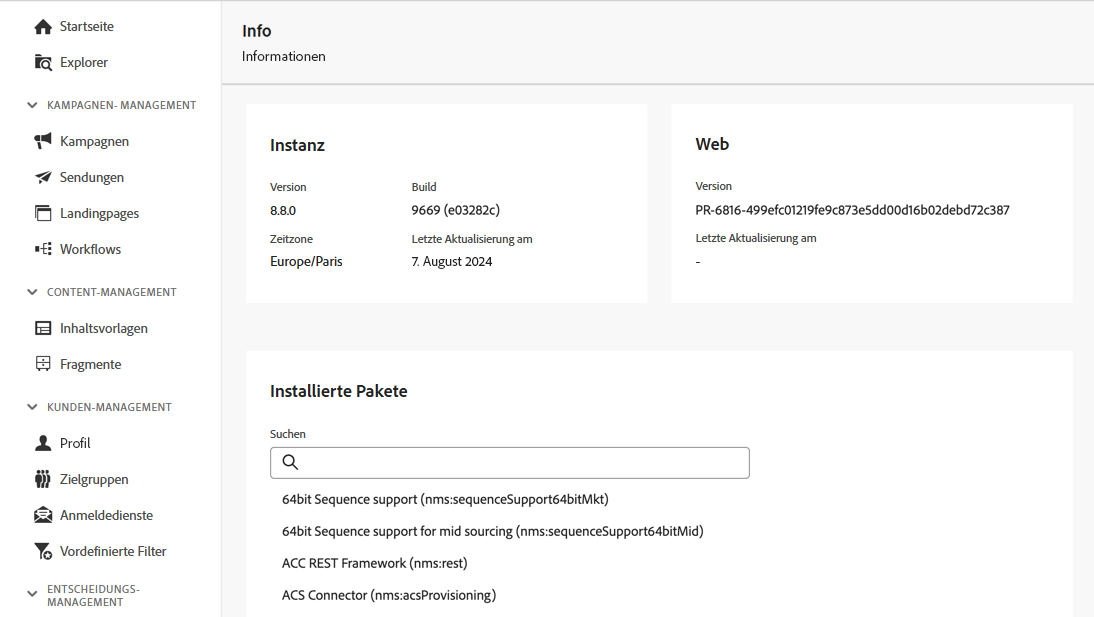 Startseite
Explorer
KAMPAGNEN- MANAGEMENT
Kampagnen
Sendungen
Landingpages
Workflows
CONTENT-MANAGEMENT
Inhaltsvorlagen
Fragmente
KUNDEN-MANAGEMENT
Profil
Zielgruppen
Anmeldedienste
Vordefinierte Filter
ENTSCHEIDUNGS-
MANAGEMENT
Info
Informationen
Instanz
Version
Build
8.8.0
9669 (e03282c)
Zeitzone
Letzte Aktualisierung am
Europe/Paris
7. August 2024
Web
Version
PR-6816-499efc01219fe9c873e5dd00d16b02debd72c387
Letzte Aktualisierung am
-
Installierte Pakete
Suchen
64bit Sequence support (nms:sequenceSupport64bitMkt)
64bit Sequence support for mid sourcing (nms:sequenceSupport64bitMid)
ACC REST Framework (nms:rest)
ACS Connector (nms:acsProvisioning)